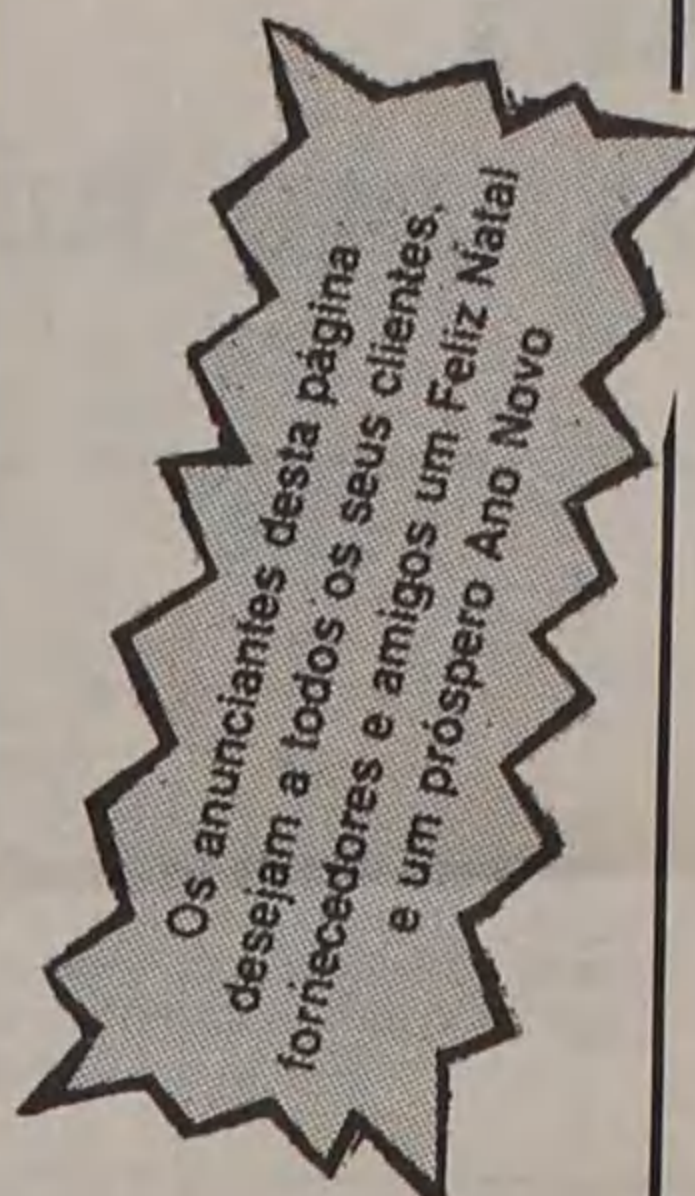 Os anunciantes desta página
desejam a todos os seus clientes,
fornecedores e amigos um Feliz Natal
e um próspero Ano Novo